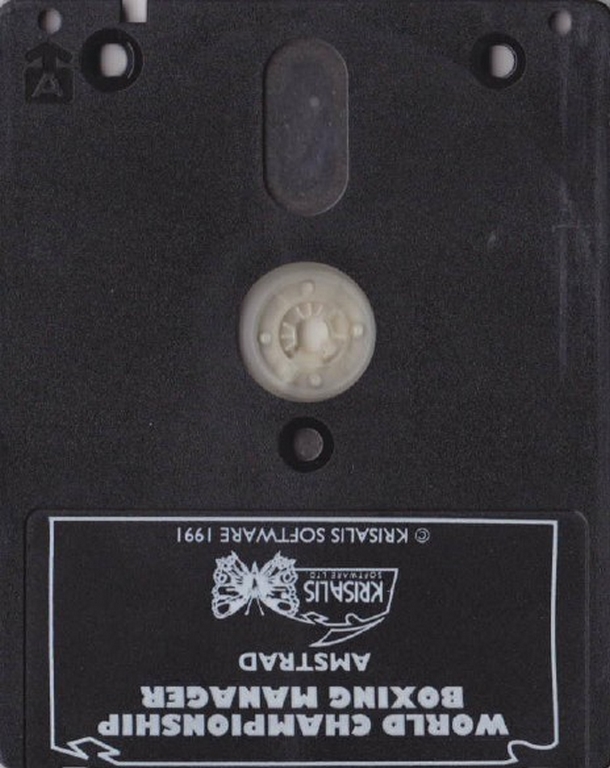 A
WORLD CHAMPIONSHIP
BOXING MANAGER
AMSTRAD
KRISALIS
SOFTWARE LTD
© KRISALIS SOFTWARE 1991